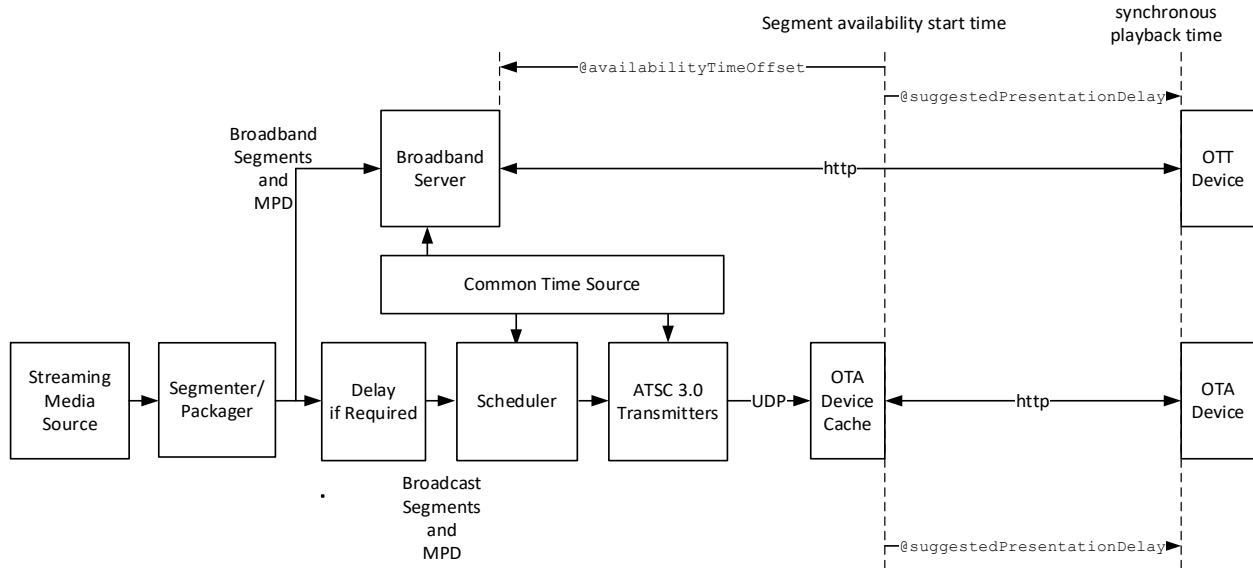 Segment availability start time
synchronous
playback time
@availabilityTimeOffset
@suggestedPresentationDelay
Broadband
Segments
and
MPD
Broadband
Server
http
OTT
Device
Common Time Source
Streaming
Media
Source
Segmenter/
Packager
Delay
if Required
Scheduler
ATSC 3.0
Transmitters
UDP
OTA
Device
Cache
http
OTA
Device
Broadcast
Segments
and
MPD
@suggestedPresentationDelay